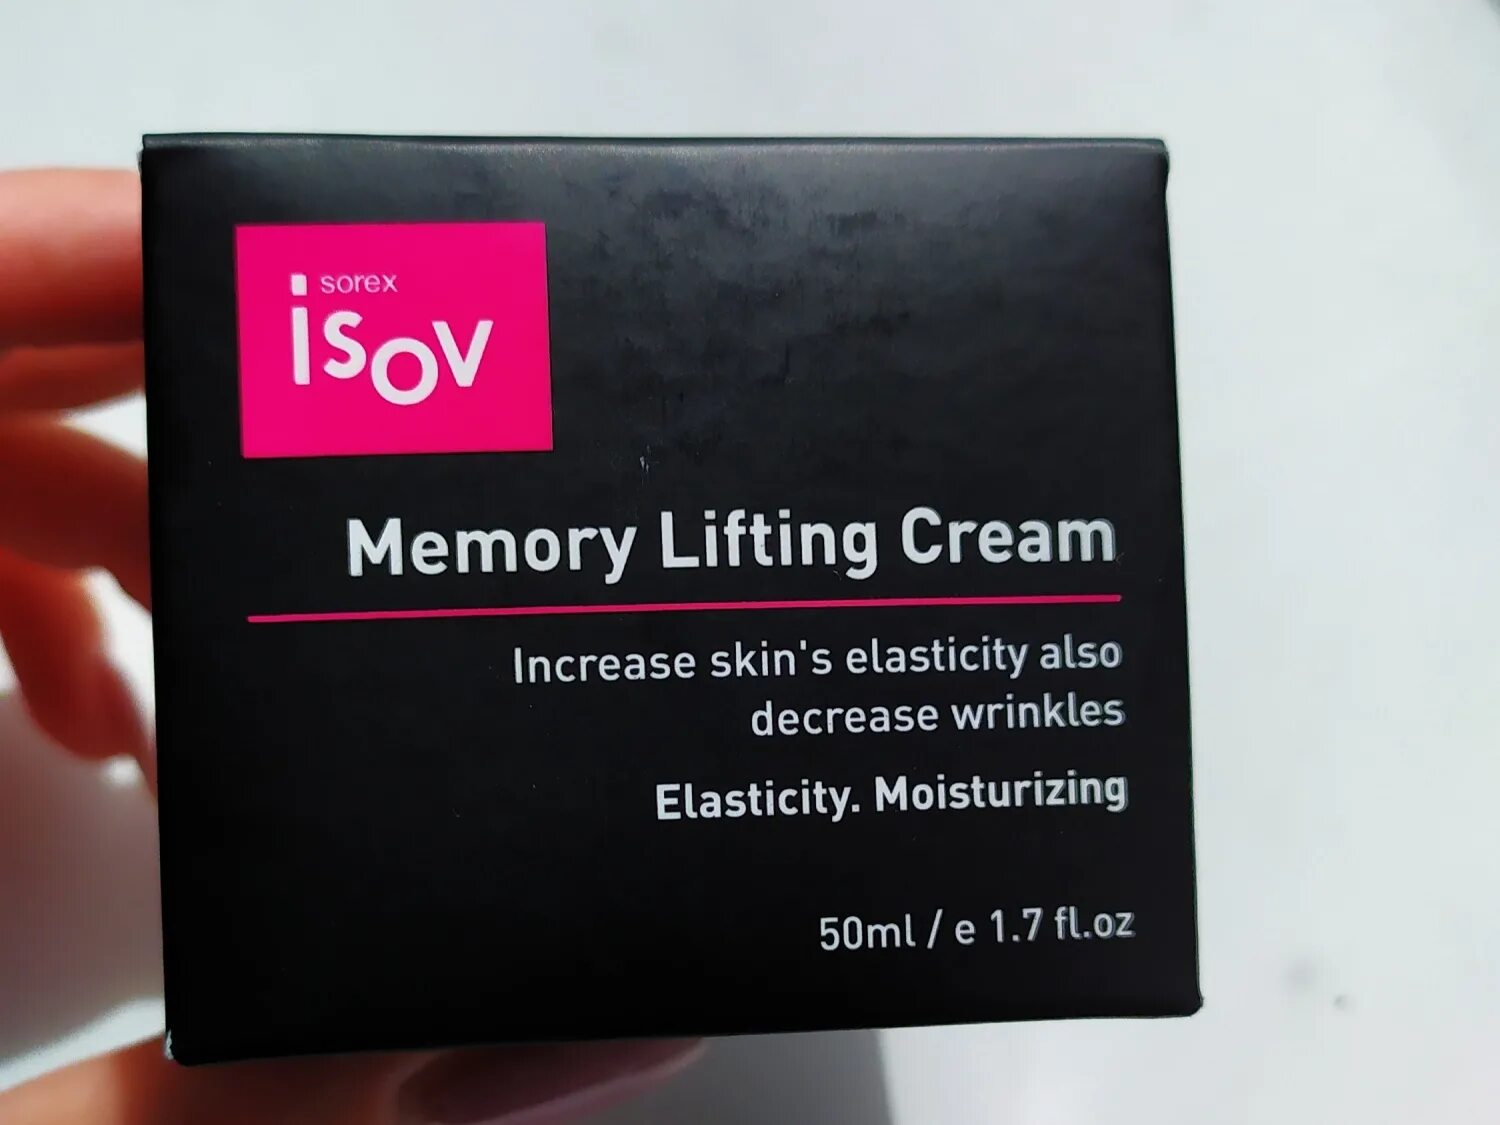 sorex
isov
Memory Lifting Cream
Increase skin's elasticity also
decrease wrinkles
Elasticity. Moisturizing
50ml / e 1.7 fl.oz